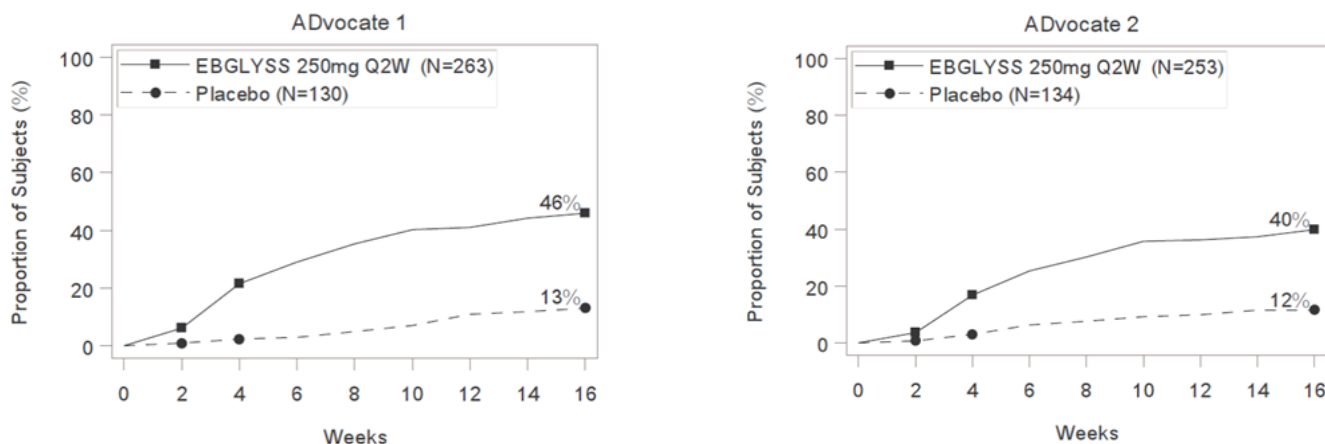 ADvocate 1
EBGLYSS 250mg Q2W (N=263)
Placebo (N=130)
Proportion of Subjects (%)
100
80
60
40
20
0
46%
13%
0 2 4 6 8 10 12 14 16
Weeks
ADvocate 2
EBGLYSS 250mg Q2W (N=253)
Placebo (N=134)
Proportion of Subjects (%)
100
80
60
40
20
0
40%
12%
0 2 4 6 8 10 12 14 16
Weeks